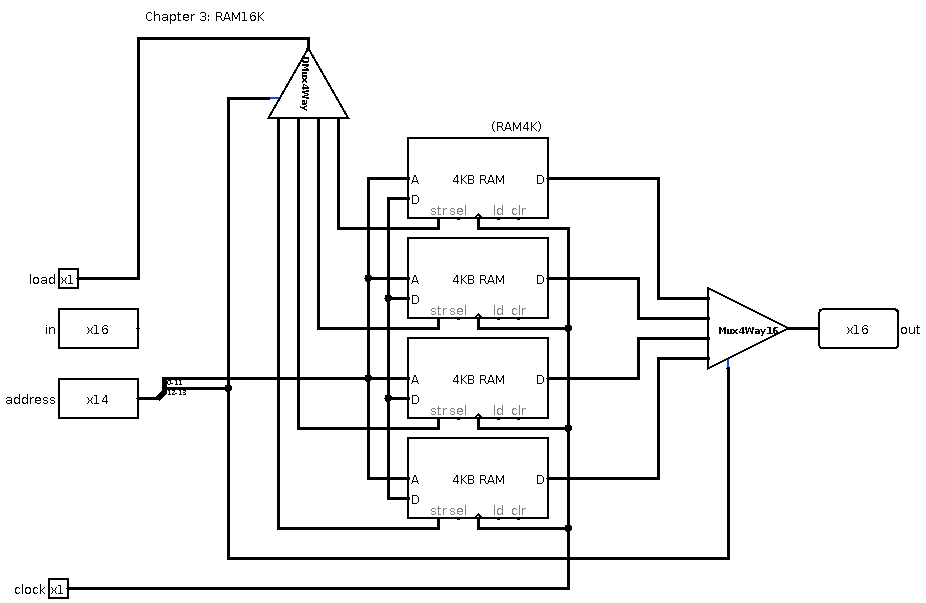 Chapter 3: RAM16K
DMux4Way
(RAM4K)
A 4KB RAM D
D
str sel ld clr
A 4KB RAM D
D
str sel ld clr
load x1
in x16
Mux4Way16
x16 out
0-11
12-13
address x14
A 4KB RAM D
D
str sel ld clr
A 4KB RAM D
D
str sel ld clr
clock x1